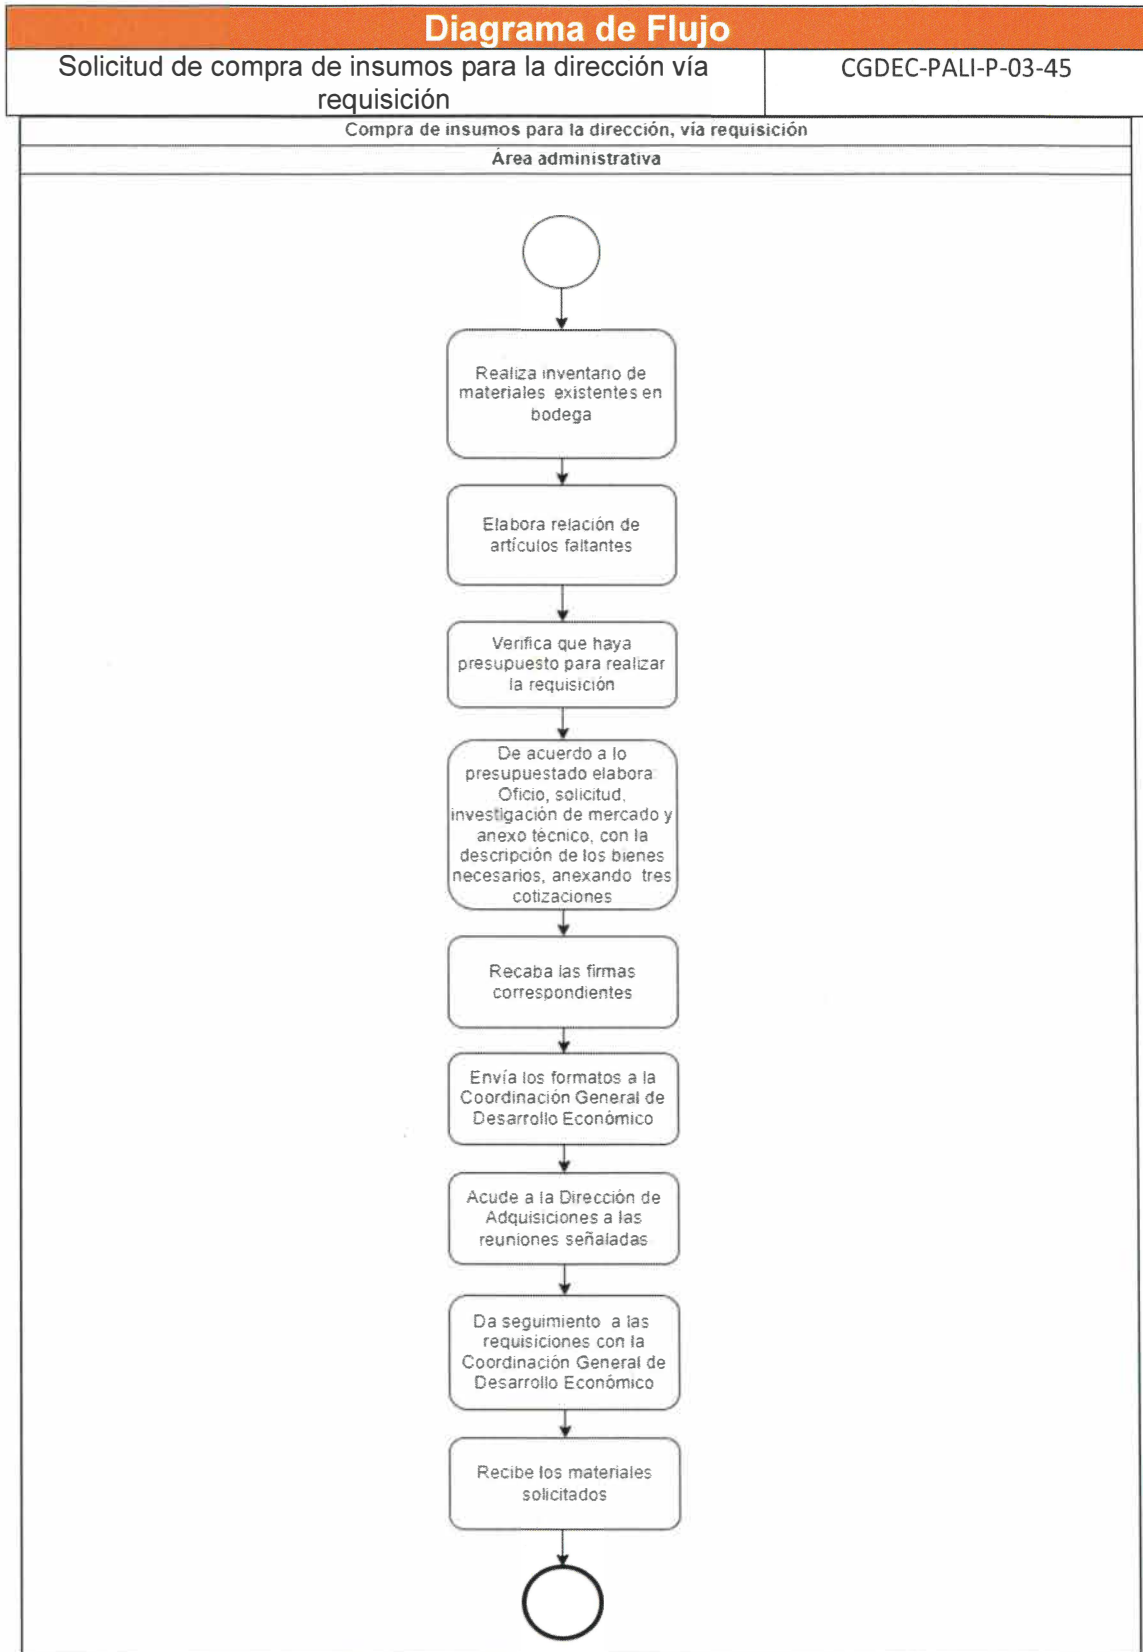 Diagrama de Flujo
Solicitud de compra de insumos para la dirección vía
requisición
CGDEC-PALI-P-03-45
Compra de insumos para la dirección, vía requisición
Área administrativa
Realiza inventario de
materiales existentes en
bodega
Elabora relación de
artículos faltantes
Verifica que haya
presupuesto para realizar
la requisición
De acuerdo a lo
presupuestado elabora:
Oficio, solicitud,
investigación de mercado y
anexo técnico, con la
descripción de los bienes
necesarios, anexando tres
cotizaciones
Recaba las firmas
correspondientes
Envía los formatos a la
Coordinación General de
Desarrollo Económico
Acude a la Dirección de
Adquisiciones a las
reuniones señaladas
Da seguimiento a las
requisiciones con la
Coordinación General de
Desarrollo Económico
Recibe los materiales
solicitados